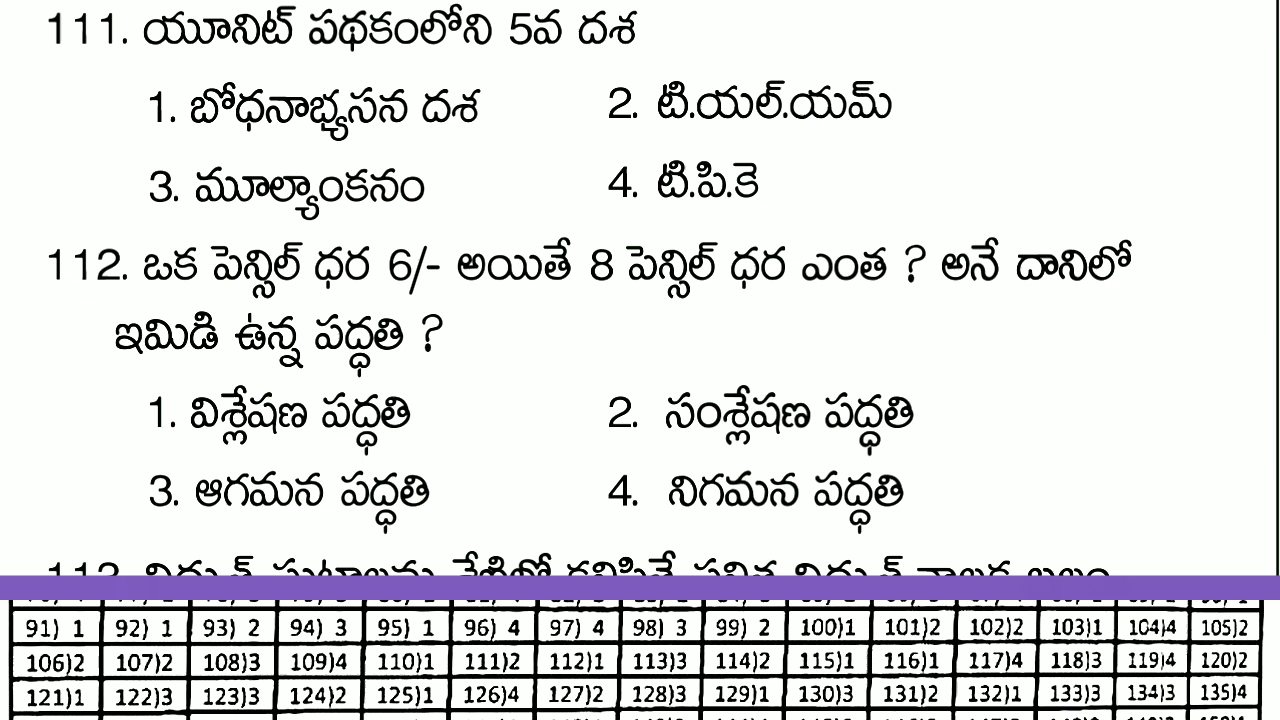 111. యూనిట్ పథకంలోని 5వ దశ
1. బోధనాభ్యసన దశ 2. టి.యల్.యమ్
3. మూల్యాంకనం 4. టి.పి.కె
112. ఒక పెన్సిల్ ధర 6/- అయితే 8 పెన్సిల్ ధర ఎంత ? అనే దానిలో
ఇమిడి ఉన్న పద్ధతి ?
1. విశ్లేషణ పద్ధతి 2. సంశ్లేషణ పద్ధతి
3. ఆగమన పద్ధతి 4. నిగమన పద్ధతి
91) 1 92) 1 93) 2 94) 3 95) 1 96) 4 97) 4 98) 3 99) 2 100)1 101)2 102)2 103)1 104)4 105)2
106)2 107)2 108)3 109)4 110)1 111)2 112)1 113)3 114)2 115)1 116)1 117)4 118)3 119)4 120)2
121)1 122)3 123)3 124)2 125)1 126)4 127)2 128)3 129)1 130)3 131)2 132)1 133)3 134)3 135)4